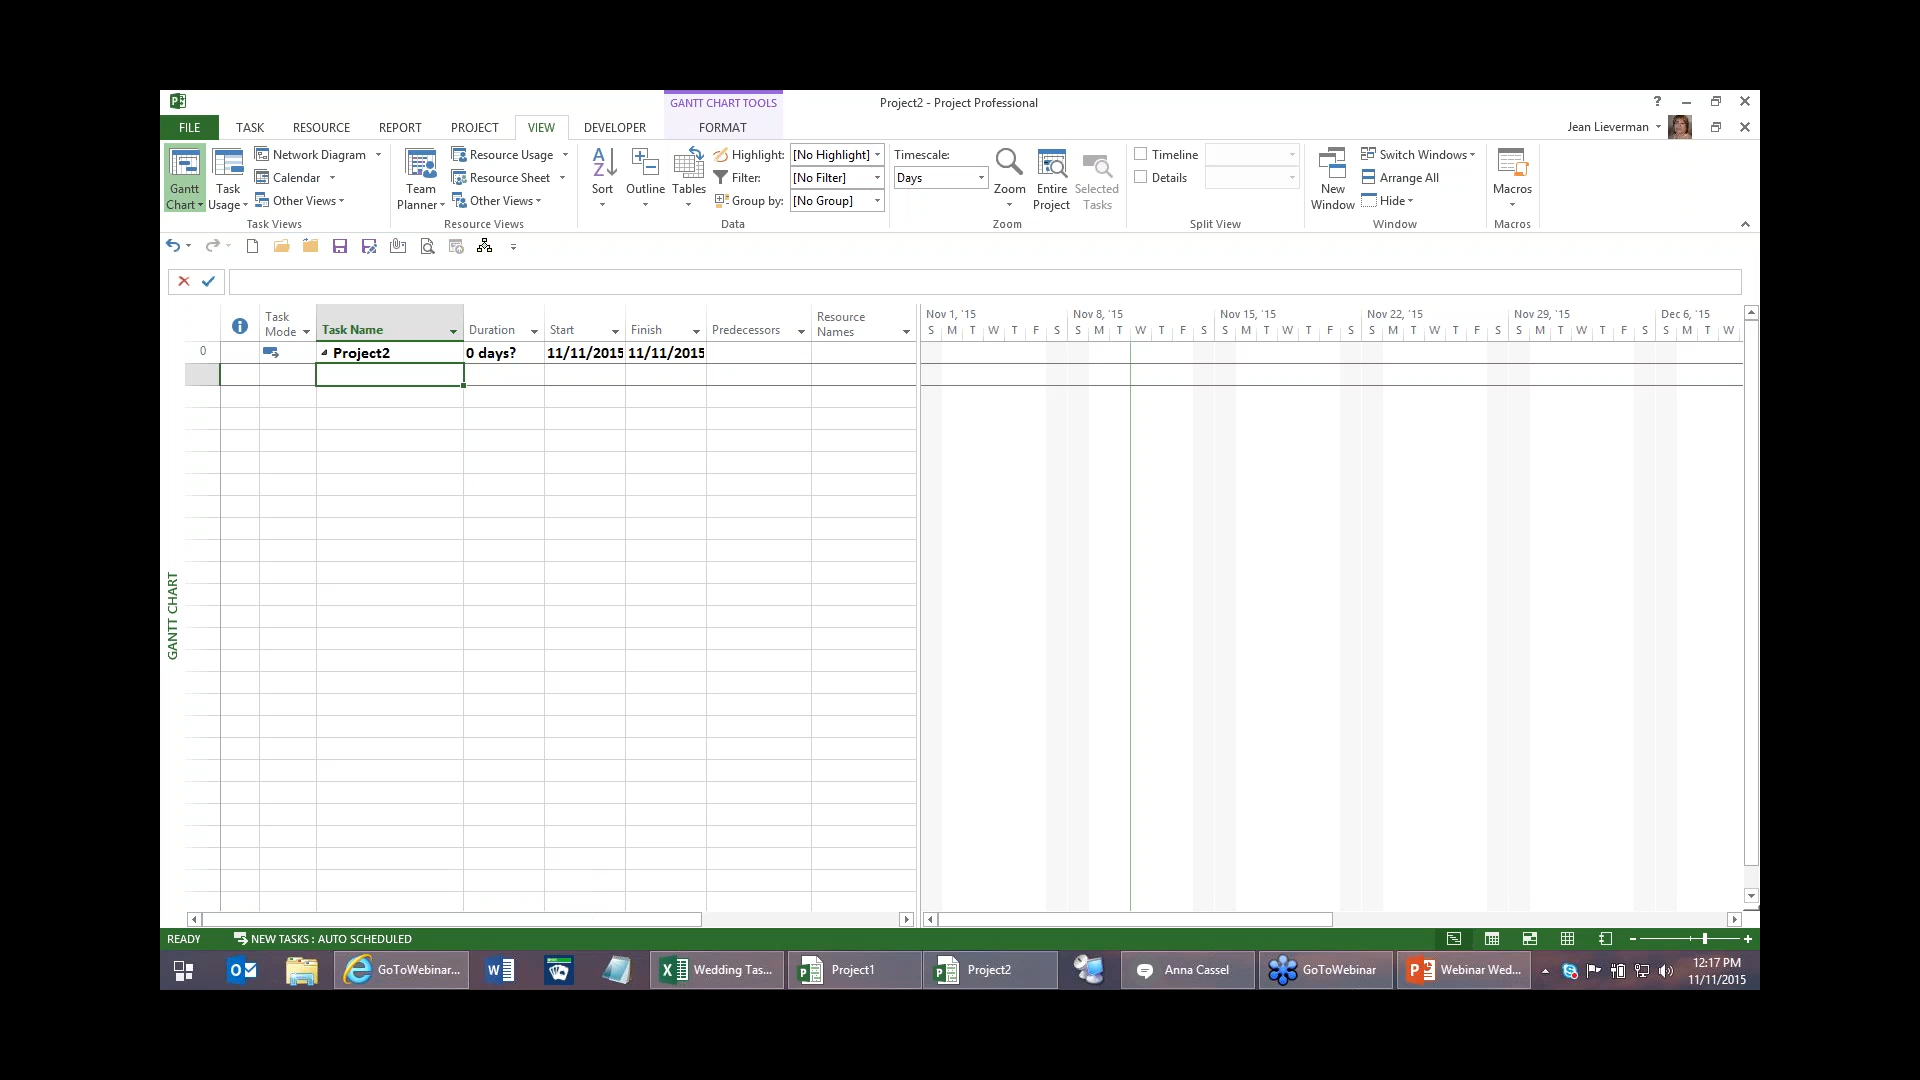 GANTT CHART TOOLS
Project2 - Project Professional
?
FILE TASK RESOURCE REPORT PROJECT VIEW DEVELOPER FORMAT
Jean Lieverman
Gantt Chart
Task Usage
Network Diagram
Calendar
Other Views
Task Views
Team Planner
Resource Usage
Resource Sheet
Other Views
Resource Views
Sort
Outline
Tables
Highlight: [No Highlight]
Filter: [No Filter]
Group by: [No Group]
Data
Timescale:
Days
Zoom
Entire Project
Selected Tasks
Zoom
Timeline
Details
Split View
New Window
Switch Windows
Arrange All
Hide
Window
Macros
Macros
Task Mode
Task Name
Duration
Start
Finish
Predecessors
Resource Names
Nov 1, '15 Nov 8, '15 Nov 15, '15 Nov 22, '15 Nov 29, '15 Dec 6, '15
S M T W T F S S M T W T F S S M T W T F S S M T W T F S S M T W T F S S M T W
0 Project2 0 days? 11/11/2015 11/11/2015
GANTT CHART
READY NEW TASKS : AUTO SCHEDULED
GoToWebinar...
Wedding Tas...
Project1
Project2
Anna Cassel
GoToWebinar
Webinar Wed...
12:17 PM
11/11/2015